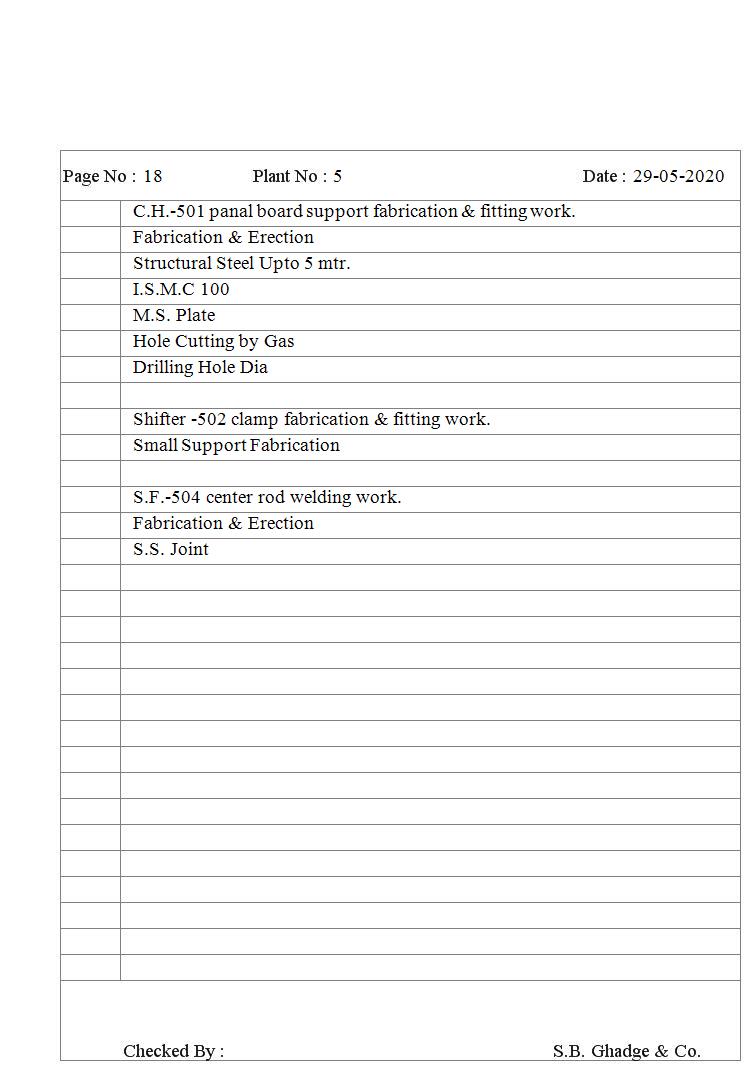 Page No : 18 Plant No : 5 Date : 29-05-2020
C.H.-501 panal board support fabrication & fitting work.
Fabrication & Erection
Structural Steel Upto 5 mtr.
I.S.M.C 100
M.S. Plate
Hole Cutting by Gas
Drilling Hole Dia
Shifter -502 clamp fabrication & fitting work.
Small Support Fabrication
S.F.-504 center rod welding work.
Fabrication & Erection
S.S. Joint
Checked By : S.B. Ghadge & Co.